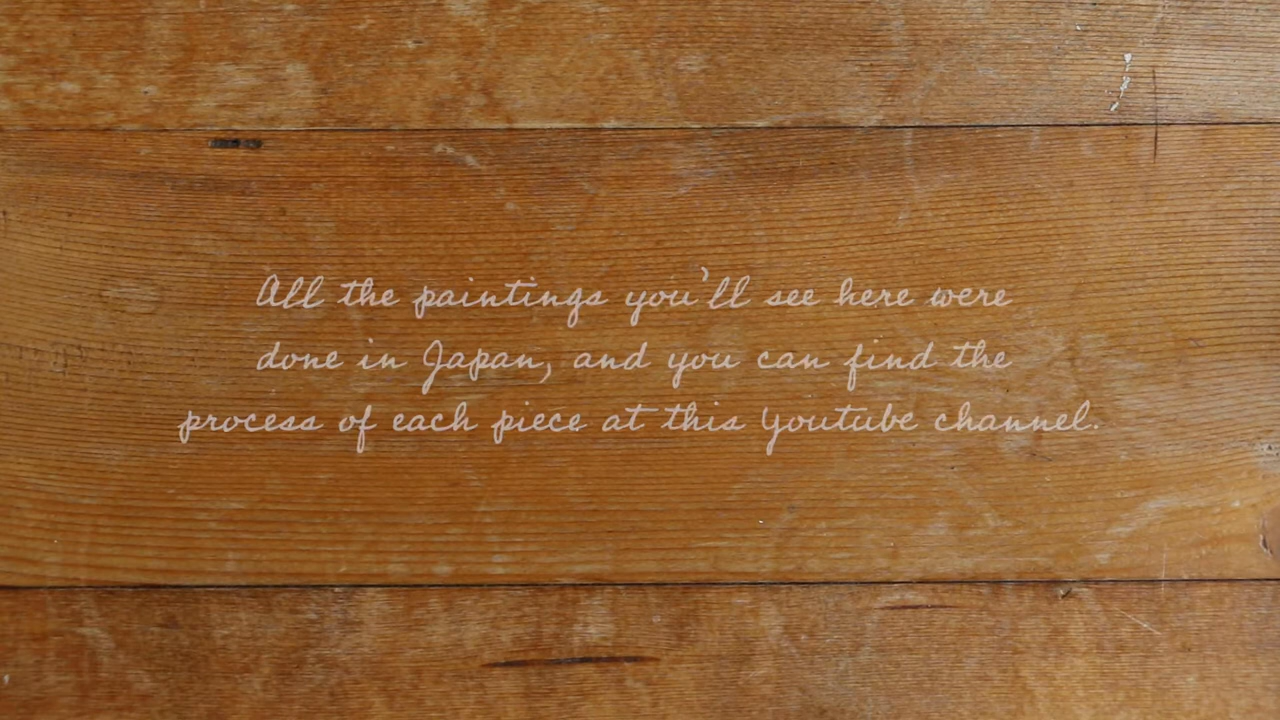 All the paintings you'll see here were
done in Japan, and you can find the
process of each piece at this Youtube channel.